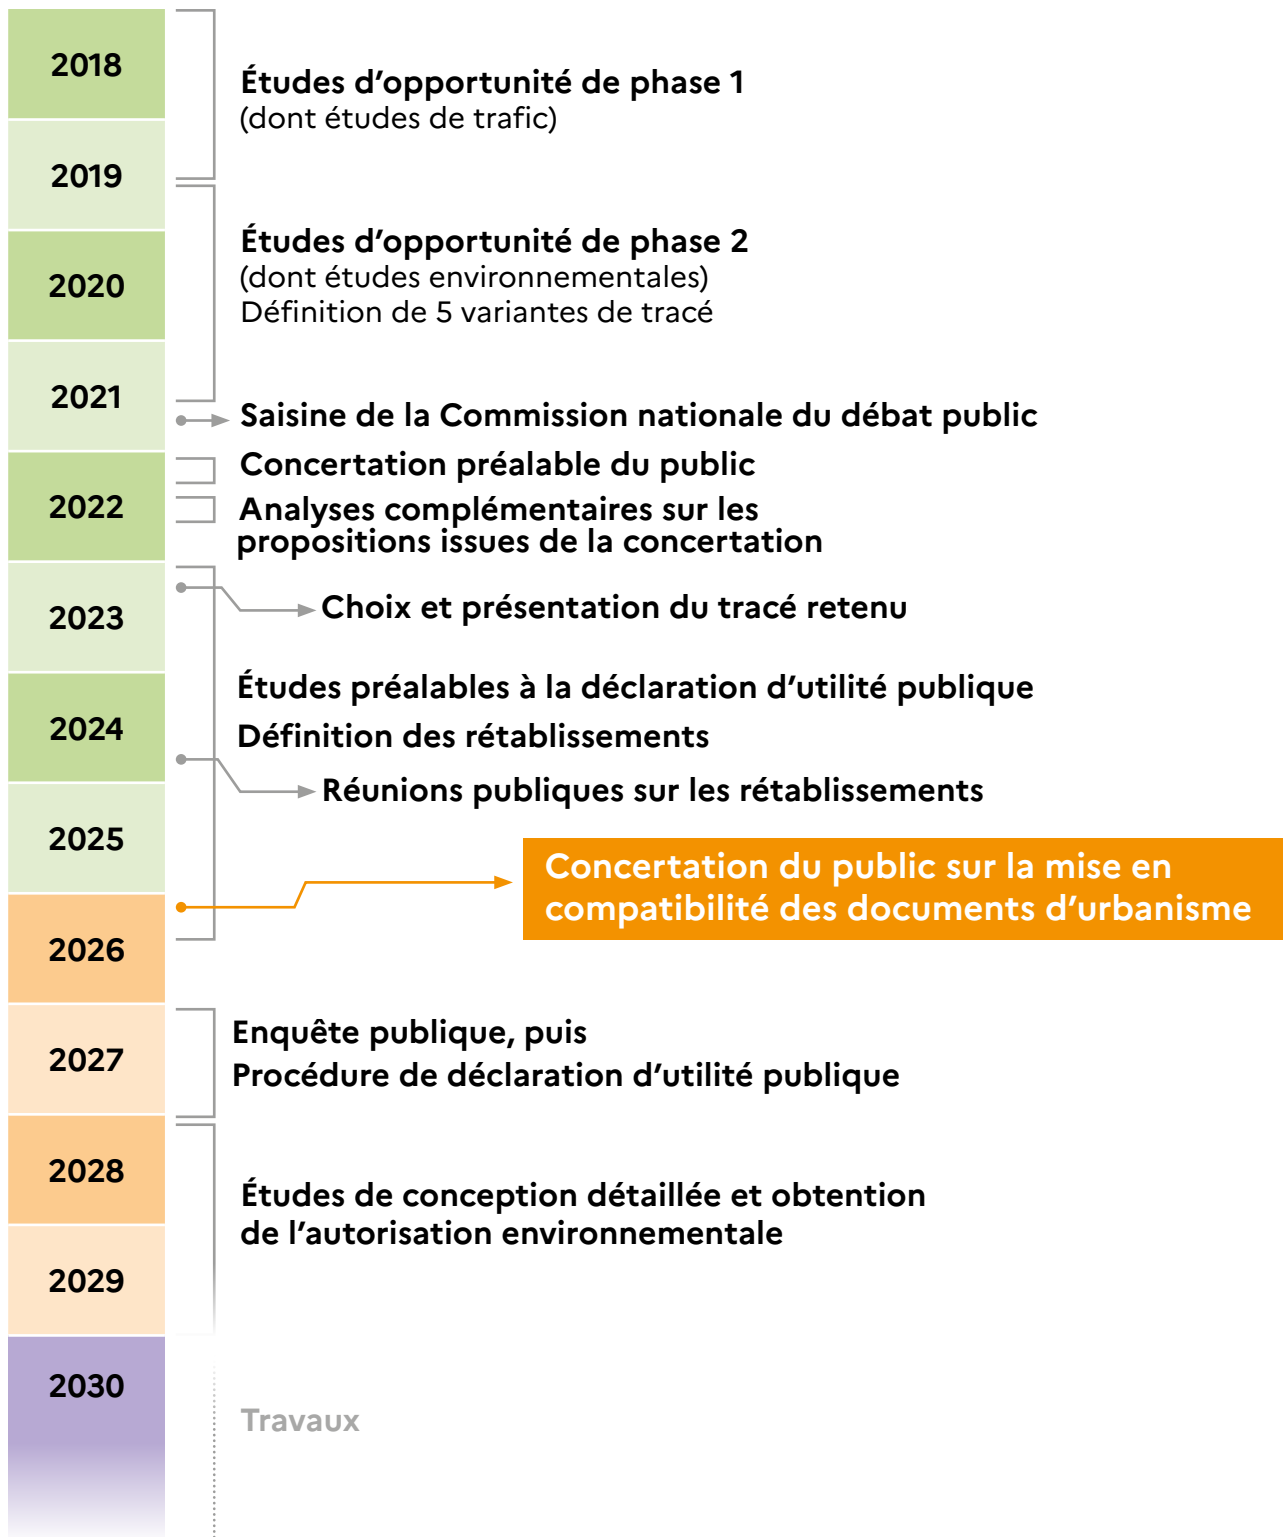 2018
Études d’opportunité de phase 1
(dont études de trafic)
2019
Études d’opportunité de phase 2
(dont études environnementales)
2020
Définition de 5 variantes de tracé
2021
Saisine de la Commission nationale du débat public
Concertation préalable du public
2022
Analyses complémentaires sur les
propositions issues de la concertation
2023
Choix et présentation du tracé retenu
Études préalables à la déclaration d’utilité publique
2024
Définition des rétablissements
Réunions publiques sur les rétablissements
2025
Concertation du public sur la mise en
compatibilité des documents d’urbanisme
2026
Enquête publique, puis
2027
Procédure de déclaration d’utilité publique
2028
Études de conception détaillée et obtention
de l’autorisation environnementale
2029
2030
Travaux